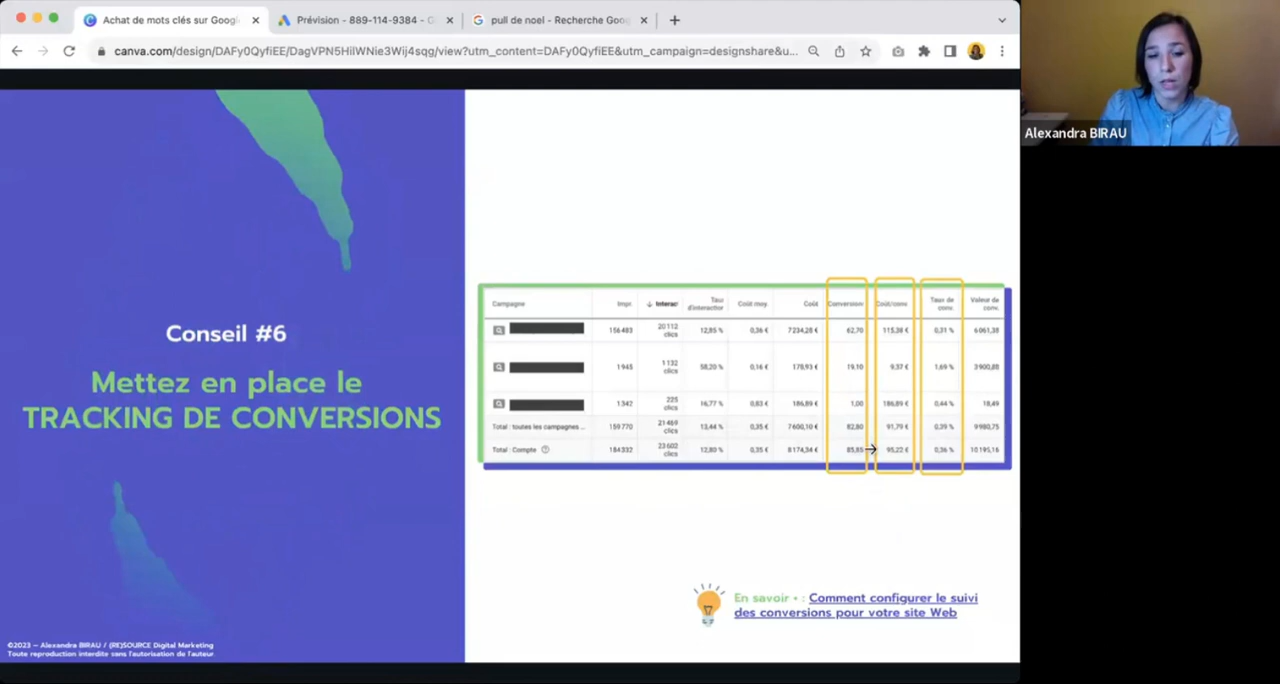 Achat de mots clés sur Googl
Prévision - 889-114-9384 - G
puli de noel - Recherche Goog
canva.com/design/DAFy0QyfiEE/DagVPN5HiIWNie3Wij4sqg/view?utm_content=DAFy0QyfiEE&utm_campaign=designshare&u...
Alexandra BIRAU
Conseil #6
Mettez en place le
TRACKING DE CONVERSIONS
Campagne Impr. ↓ Interac Taux d'interaction Coût moy. Coût Conversions Coût/conv. Taux de conv. Valeur de conv.
156 483 20 112 clics 12,85 % 0,36 € 7 234,28 € 62,70 115,38 € 0,31 % 6 061,38
1 945 1 132 clics 58,20 % 0,16 € 178,93 € 19,10 9,37 € 1,69 % 3 900,88
1 342 225 clics 16,77 % 0,83 € 186,89 € 1,00 186,89 € 0,44 % 18,49
Total : toutes les campagnes ... 159 770 21 469 clics 13,44 % 0,35 € 7 600,10 € 82,80 91,79 € 0,39 % 9 980,75
Total : Compte 184 332 23 602 clics 12,80 % 0,35 € 8 174,34 € 85,85 95,22 € 0,36 % 10 195,16
En savoir + : Comment configurer le suivi
des conversions pour votre site Web
©2023 – Alexandra BIRAU / (RE)SOURCE Digital Marketing
Toute reproduction interdite sans l'autorisation de l'auteur